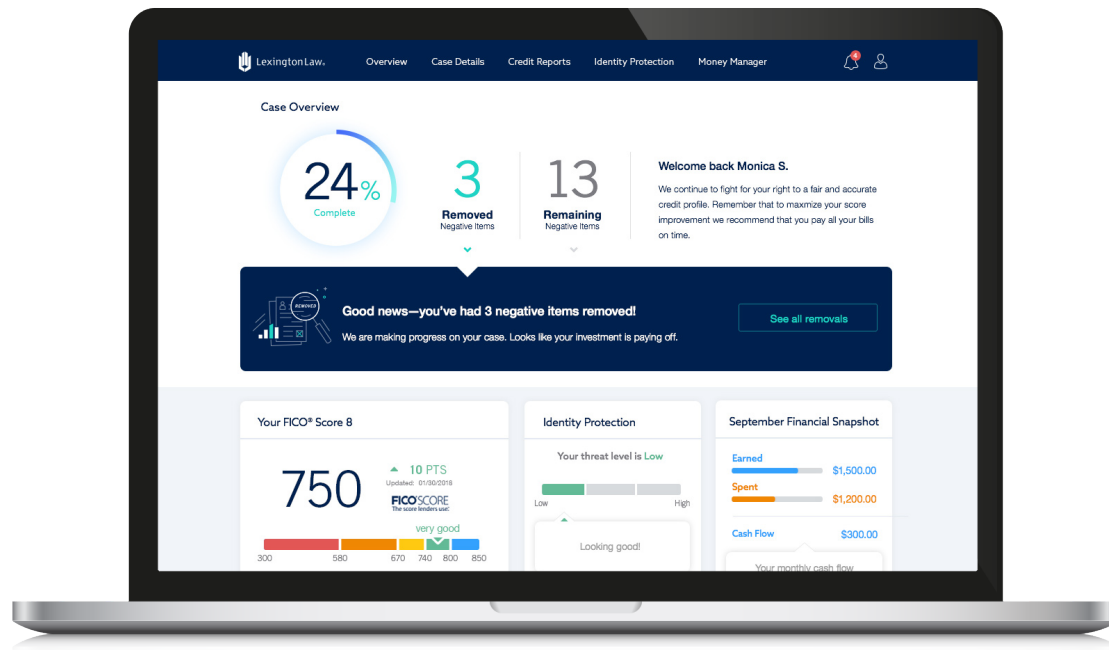 Lexington Law®
Overview
Case Details
Credit Reports
Identity Protection
Money Manager
4
Case Overview
24%
Complete
3
Removed
Negative Items
13
Remaining
Negative Items
Welcome back Monica S.
We continue to fight for your right to a fair and accurate
credit profile. Remember that to maxmize your score
improvement we recommend that you pay all your bills
on time.
REMOVED
Good news—you've had 3 negative items removed!
We are making progress on your case. Looks like your investment is paying off.
See all removals
Your FICO® Score 8
750
10 PTS
Updated: 01/30/2018
FICO® SCORE
The score lenders use®
very good
300 580 670 740 800 850
Identity Protection
Your threat level is Low
Low High
Looking good!
September Financial Snapshot
Earned
$1,500.00
Spent
$1,200.00
Cash Flow $300.00
Your monthly cash flow